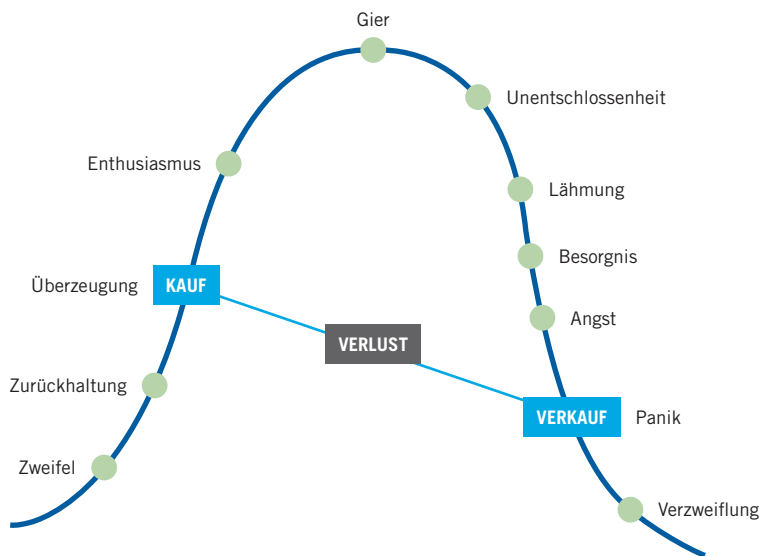 Gier
Unentschlossenheit
Enthusiasmus
Lähmung
Besorgnis
Überzeugung KAUF
Angst
VERLUST
Zurückhaltung
VERKAUF Panik
Zweifel
Verzweiflung